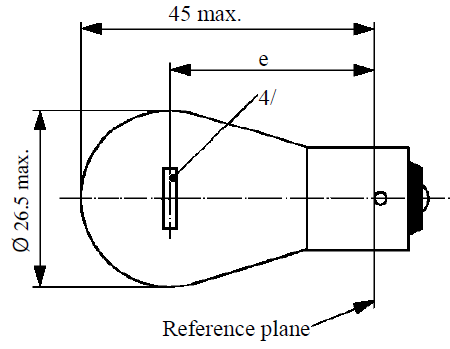 45 max.
e
4/
Ø 26.5 max.
Reference plane